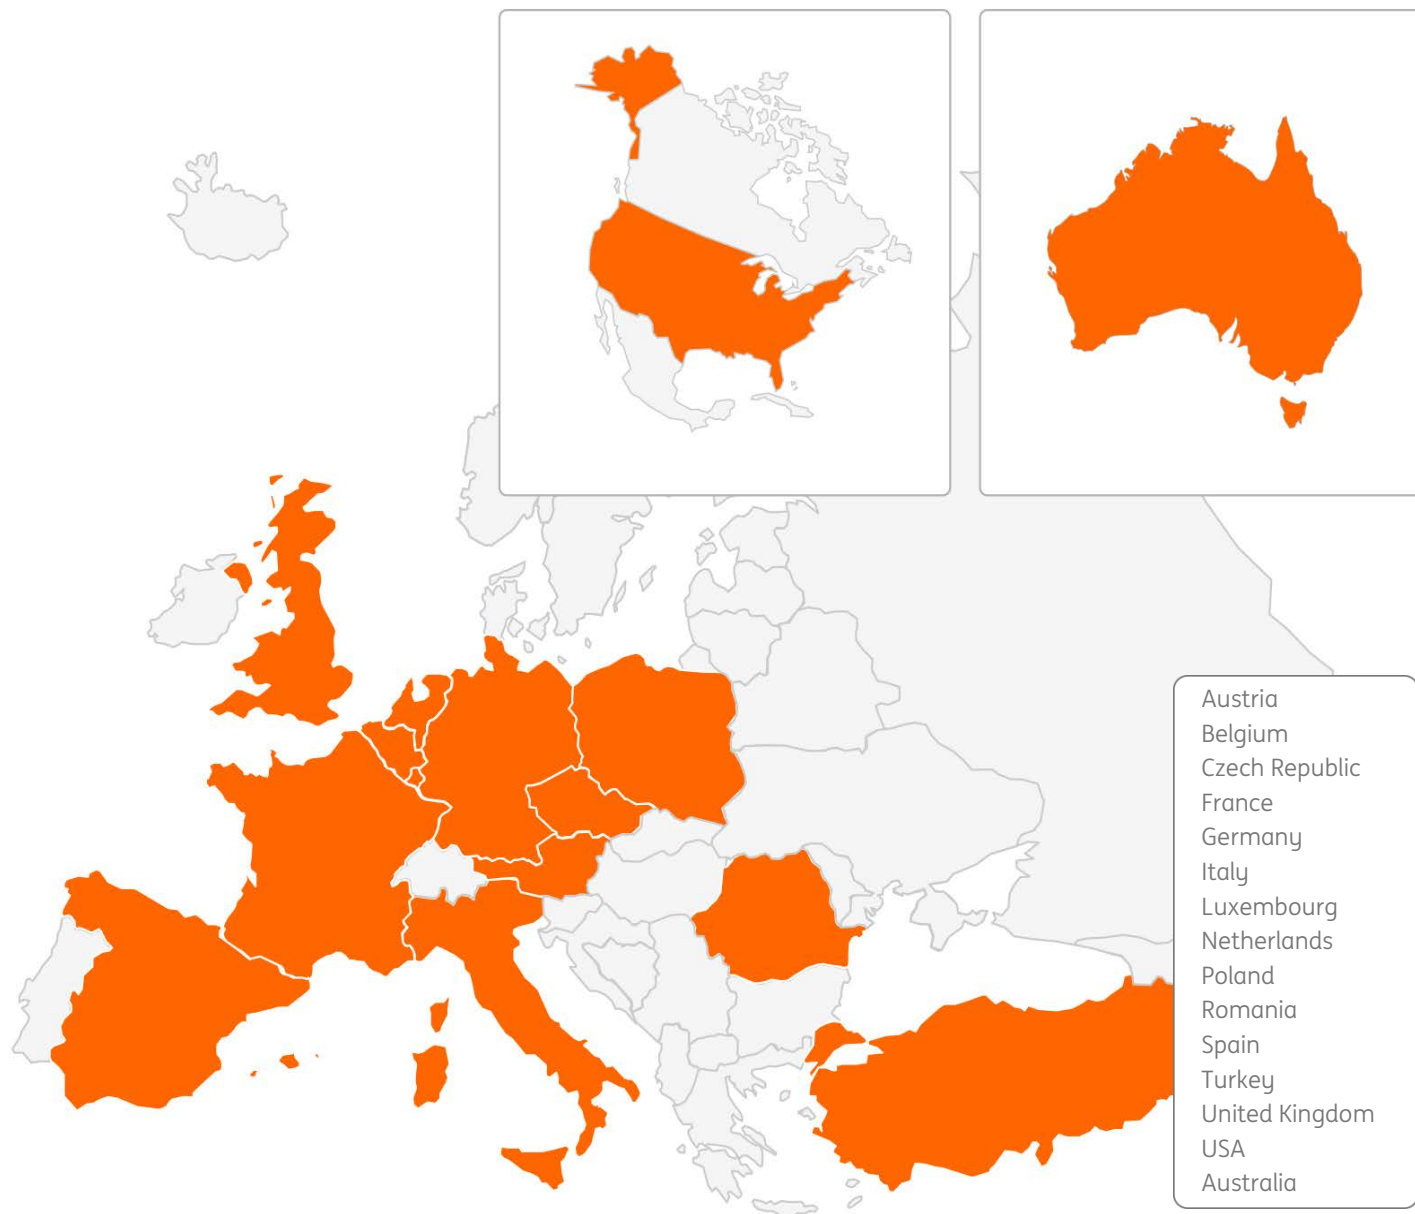 Austria
Belgium
Czech Republic
France
Germany
Italy
Luxembourg
Netherlands
Poland
Romania
Spain
Turkey
United Kingdom
USA
Australia